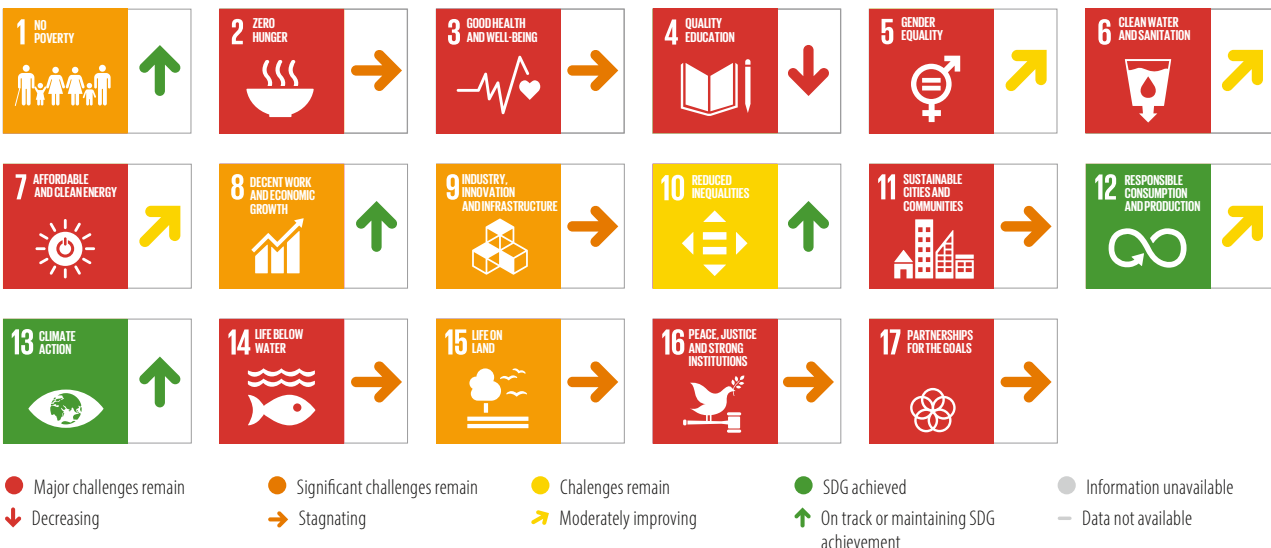 1 NO
POVERTY
2 ZERO
HUNGER
3 GOOD HEALTH
AND WELL-BEING
4 QUALITY
EDUCATION
5 GENDER
EQUALITY
6 CLEAN WATER
AND SANITATION
7 AFFORDABLE
AND CLEAN ENERGY
8 DECENT WORK
AND ECONOMIC
GROWTH
9 INDUSTRY,
INNOVATION
AND INFRASTRUCTURE
10 REDUCED
INEQUALITIES
11 SUSTAINABLE
CITIES AND
COMMUNITIES
12 RESPONSIBLE
CONSUMPTION
AND PRODUCTION
13 CLIMATE
ACTION
14 LIFE BELOW
WATER
15 LIFE ON
LAND
16 PEACE, JUSTICE
AND STRONG
INSTITUTIONS
17 PARTNERSHIPS
FOR THE GOALS
Major challenges remain
Significant challenges remain
Chalenges remain
SDG achieved
Information unavailable
Decreasing
Stagnating
Moderately improving
On track or maintaining SDG
achievement
Data not available